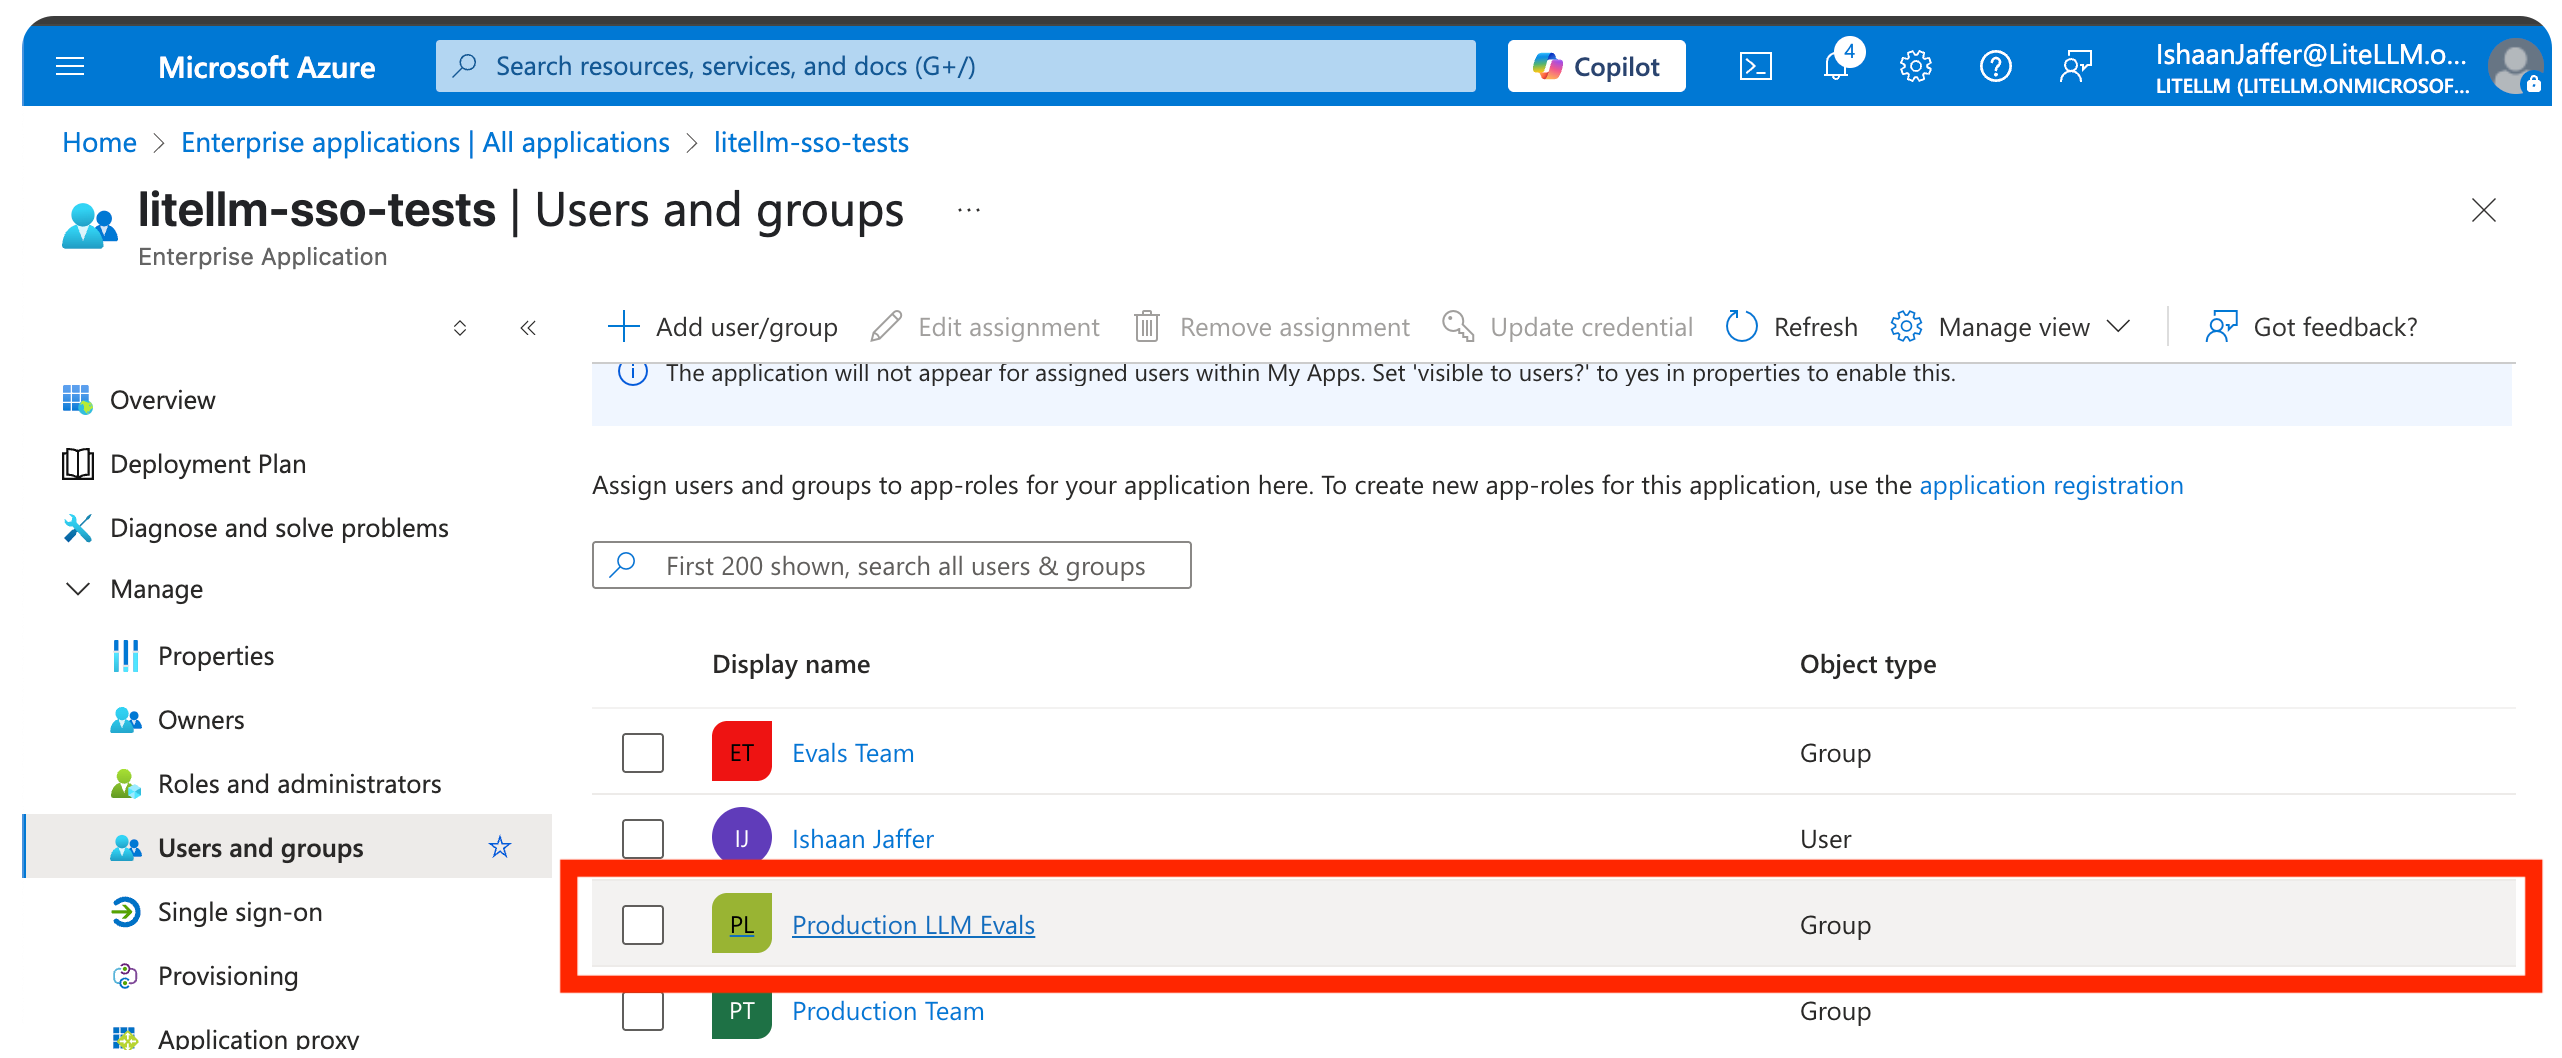 Microsoft Azure
Search resources, services, and docs (G+/)
Copilot
4
IshaanJaffer@LiteLLM.o...
LITELLM (LITELLM.ONMICROSOF...
Home > Enterprise applications | All applications > litellm-sso-tests
litellm-sso-tests | Users and groups ...
Enterprise Application
Add user/group Edit assignment Remove assignment Update credential Refresh Manage view Got feedback?
The application will not appear for assigned users within My Apps. Set 'visible to users?' to yes in properties to enable this.
Overview
Deployment Plan
Diagnose and solve problems
Manage
Properties
Owners
Roles and administrators
Users and groups
Single sign-on
Provisioning
Application proxy
Assign users and groups to app-roles for your application here. To create new app-roles for this application, use the application registration
First 200 shown, search all users & groups
Display name Object type
ET Evals Team Group
IJ Ishaan Jaffer User
PL Production LLM Evals Group
PT Production Team Group